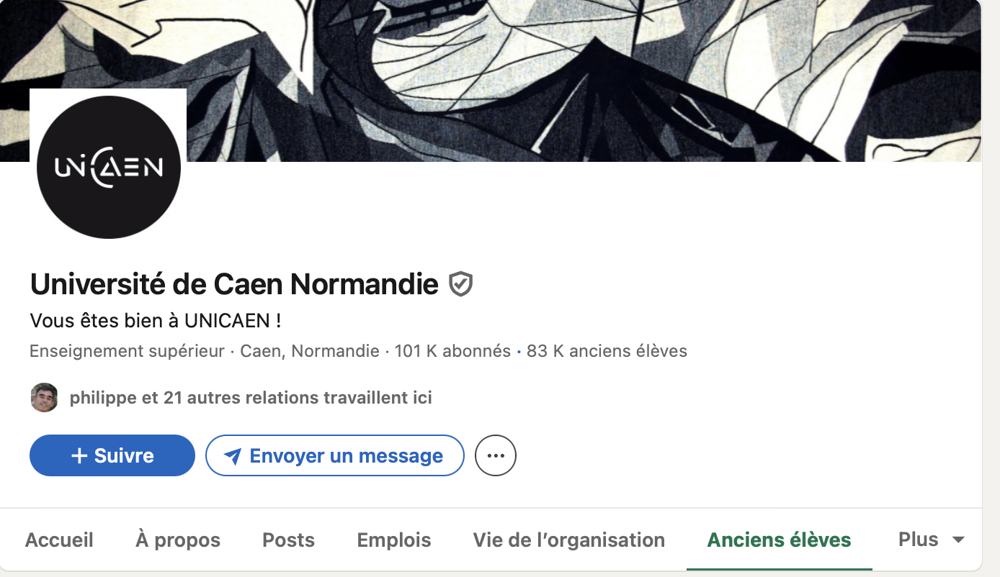 UNICAEN
Université de Caen Normandie
Vous êtes bien à UNICAEN !
Enseignement supérieur · Caen, Normandie · 101 K abonnés · 83 K anciens élèves
philippe et 21 autres relations travaillent ici
+ Suivre
Envoyer un message
Accueil À propos Posts Emplois Vie de l’organisation Anciens élèves Plus